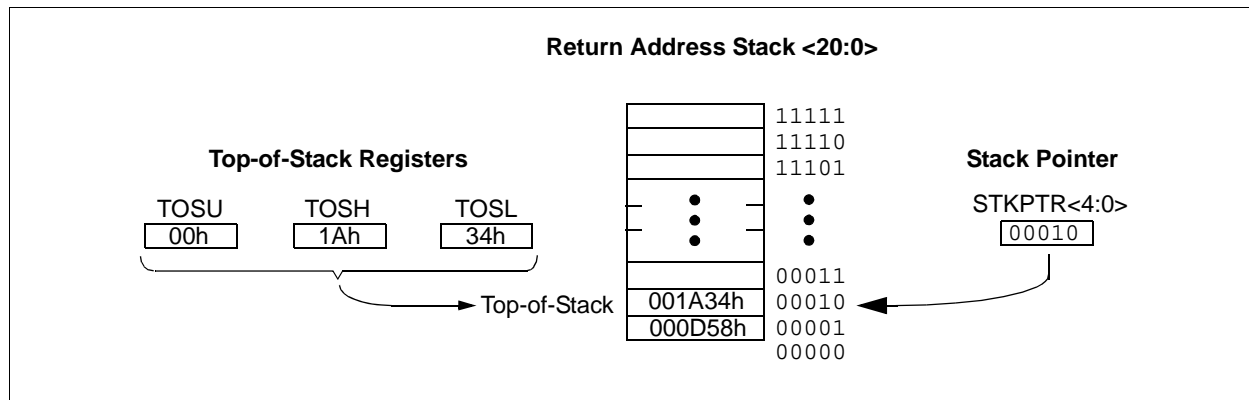 Return Address Stack <20:0>
11111
11110
11101
Top-of-Stack Registers
Stack Pointer
TOSU TOSH TOSL
STKPTR<4:0>
00h 1Ah 34h
00010
00011
Top-of-Stack 001A34h 00010
000D58h 00001
00000